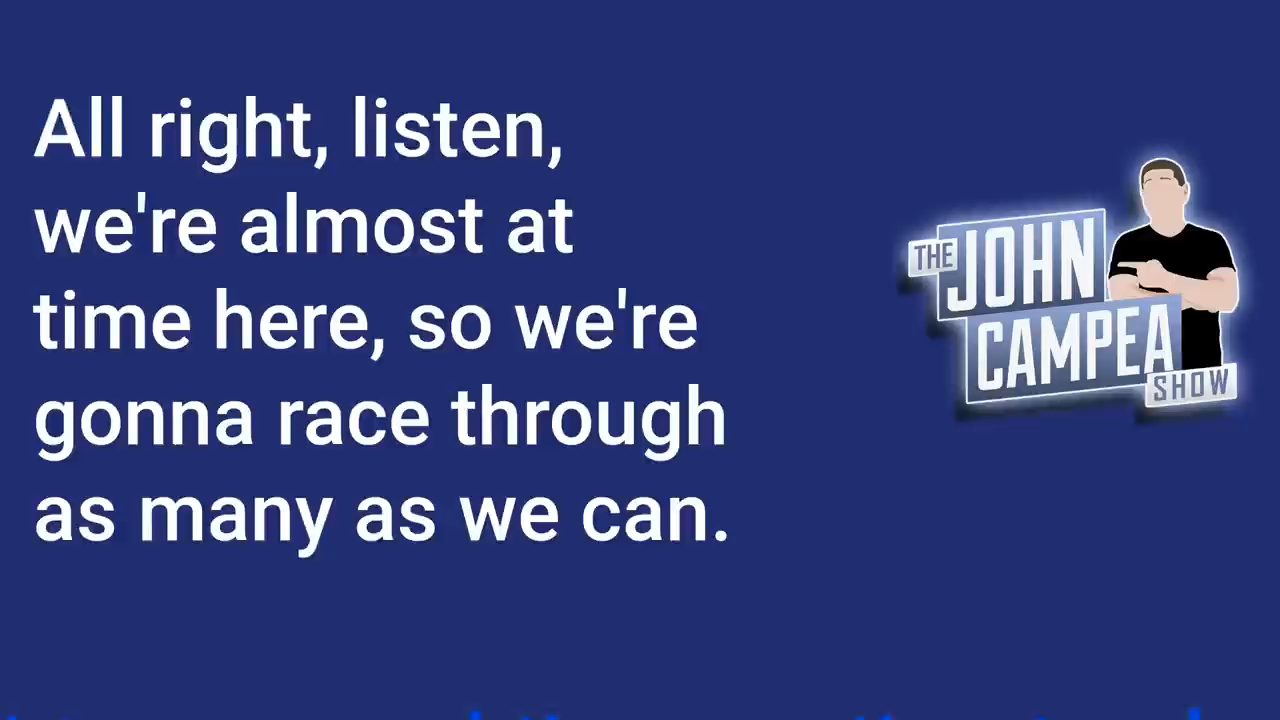 All right, listen,
we're almost at
time here, so we're
gonna race through
as many as we can.
THE
JOHN
CAMPEA
SHOW